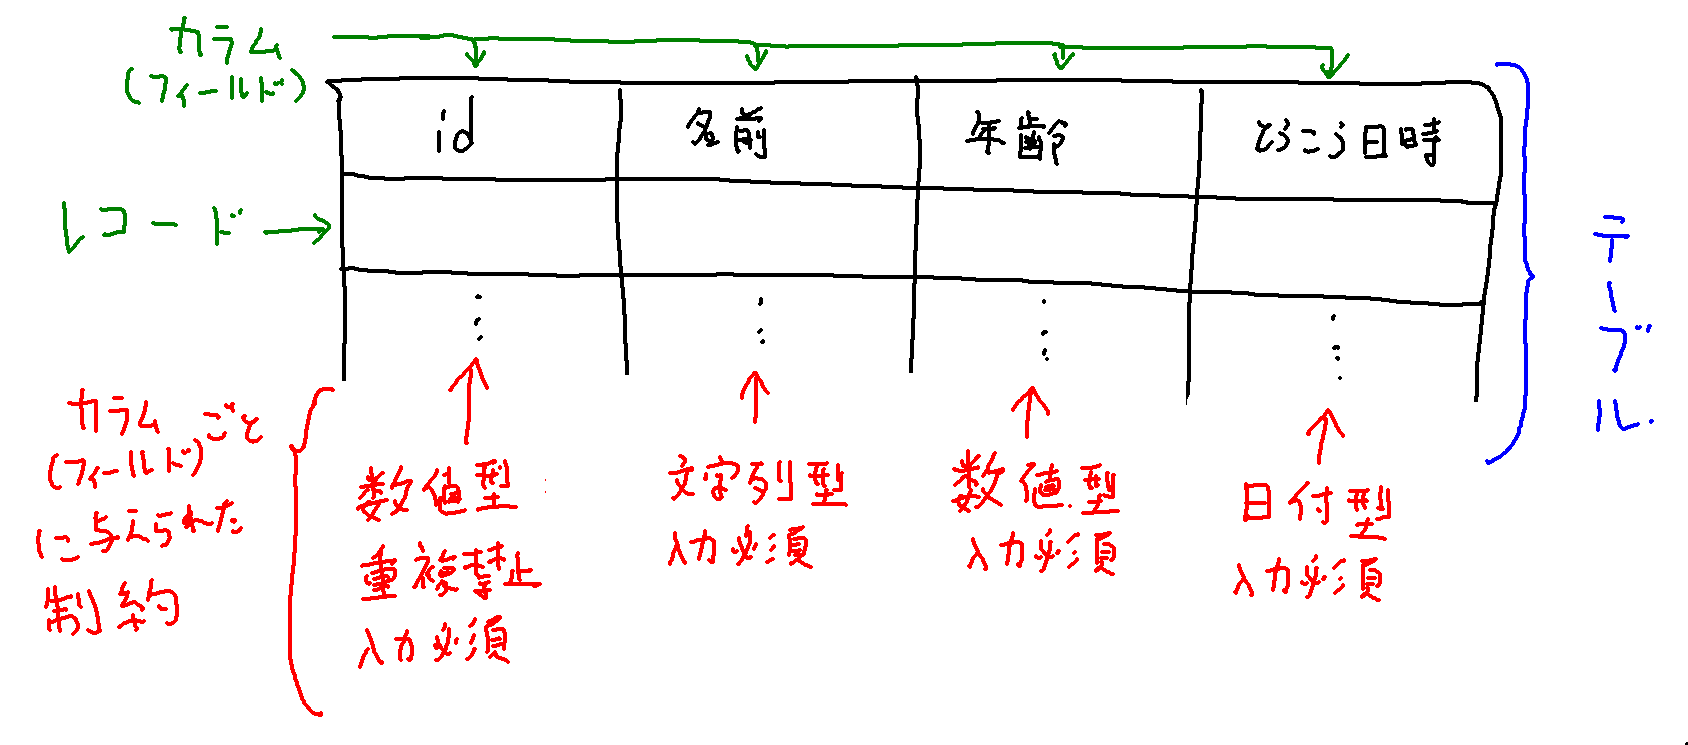 カラム
(フィールド)
id
名前
年齢
とうこう日時
レコード
テーブル
カラム
(フィールド)ごと
に与えられた
制約
数値型
重複禁止
入力必須
文字列型
入力必須
数値型
入力必須
日付型
入力必須